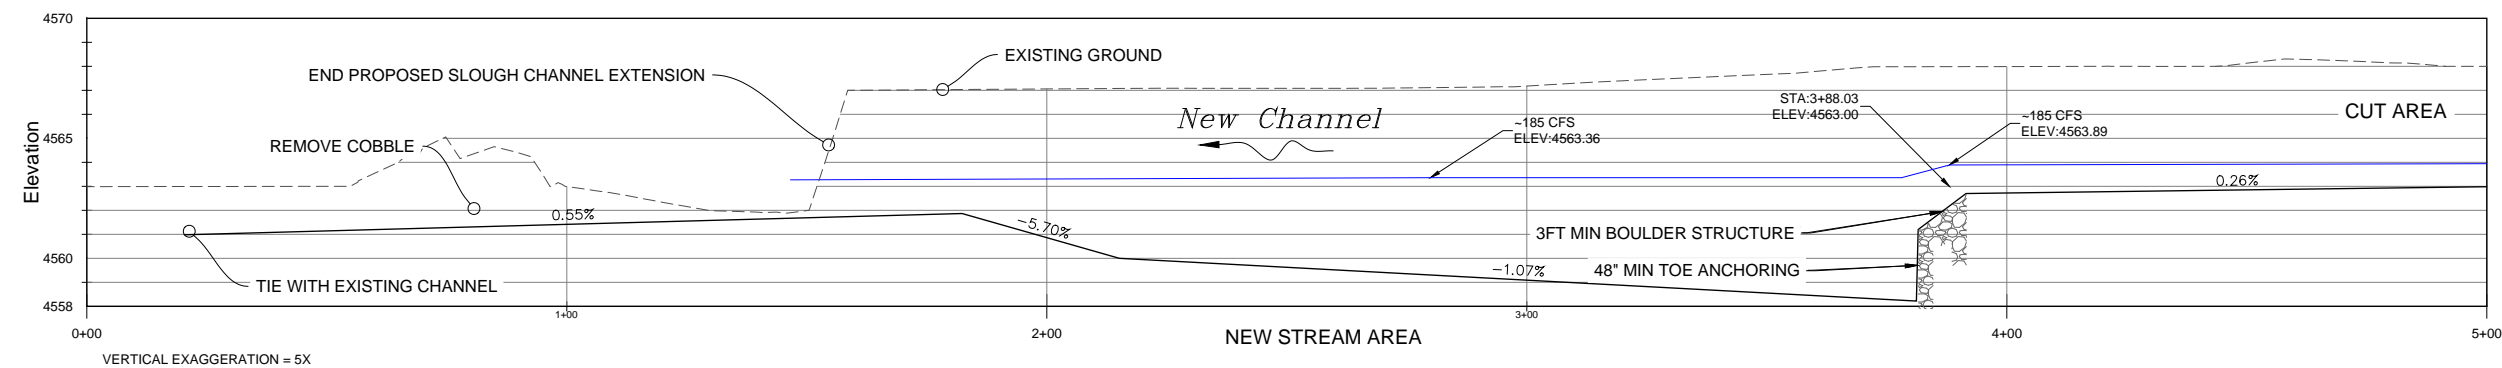 4570
EXISTING GROUND
END PROPOSED SLOUGH CHANNEL EXTENSION
STA:3+88.03
ELEV:4563.00
~185 CFS
ELEV:4563.89
CUT AREA
New Channel
~185 CFS
ELEV:4563.36
4565
REMOVE COBBLE
Elevation
0.26%
0.55%
-5.70%
3FT MIN BOULDER STRUCTURE
4560
-1.07%
48" MIN TOE ANCHORING
TIE WITH EXISTING CHANNEL
4558
1+00
3+00
0+00
2+00
NEW STREAM AREA
4+00
5+00
VERTICAL EXAGGERATION = 5X